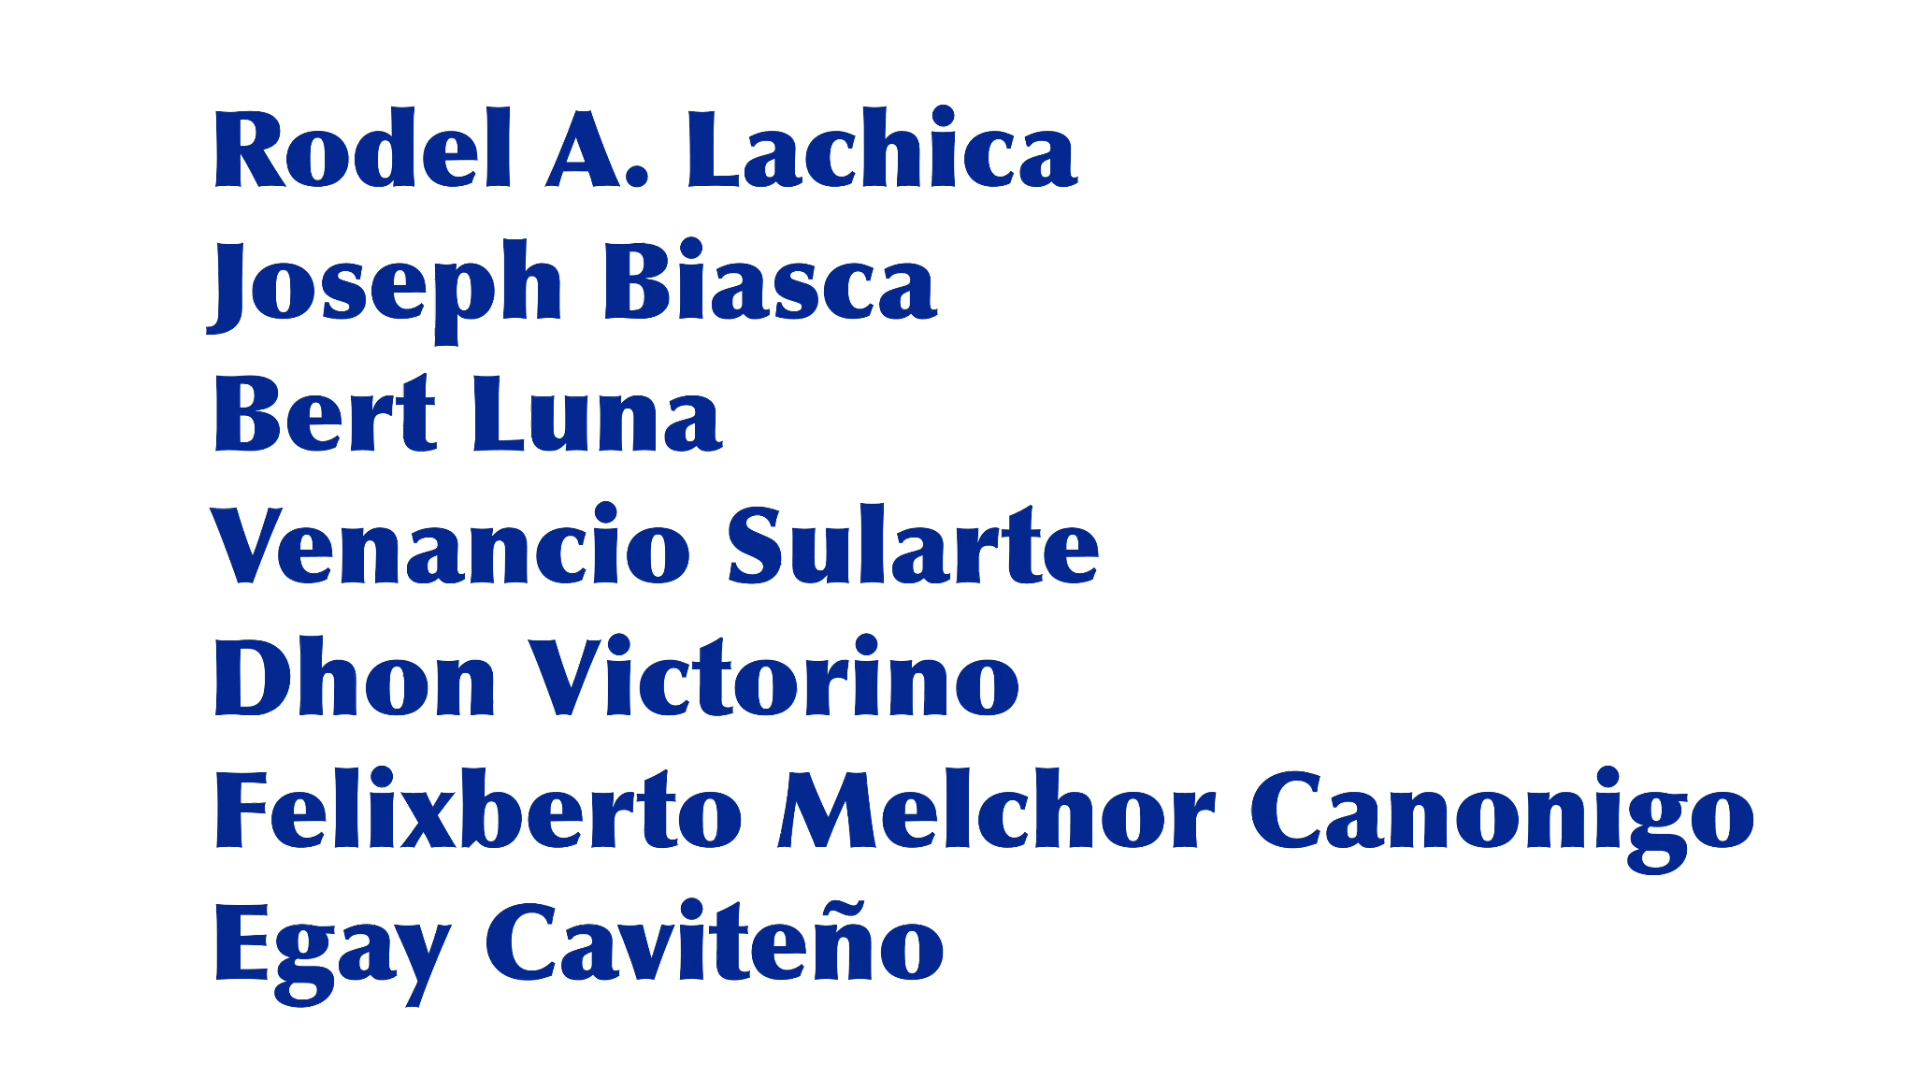 Rodel A. Lachica
Joseph Biasca
Bert Luna
Venancio Sularte
Dhon Victorino
Felixberto Melchor Canonigo
Egay Caviteño